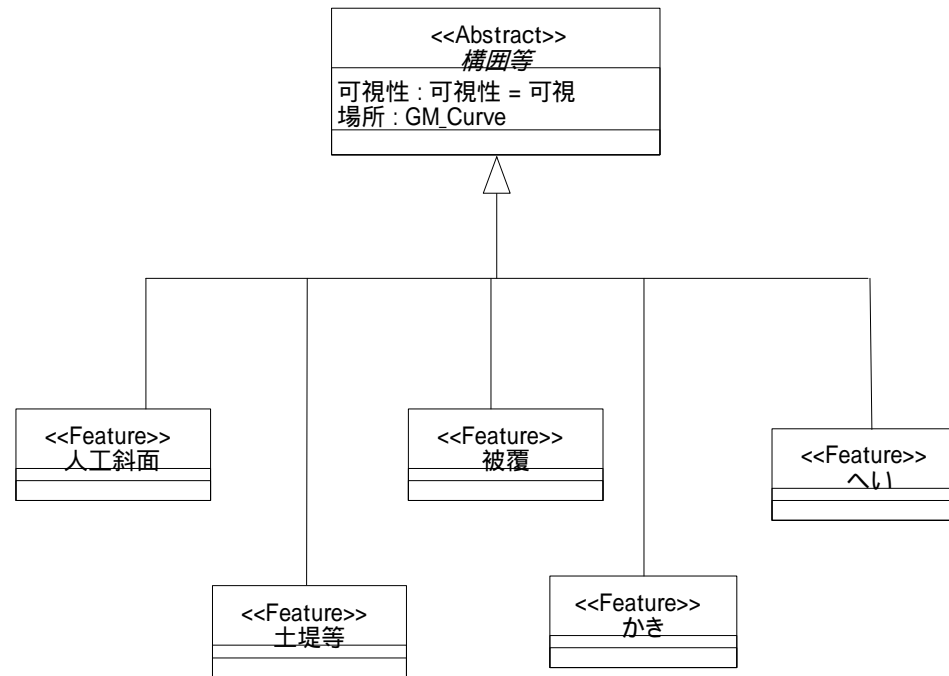 <<Abstract>>
構囲等
可視性 : 可視性 = 可視
場所 : GM_Curve
<<Feature>>
人工斜面
<<Feature>>
被覆
<<Feature>>
へい
<<Feature>>
土堤等
<<Feature>>
かき